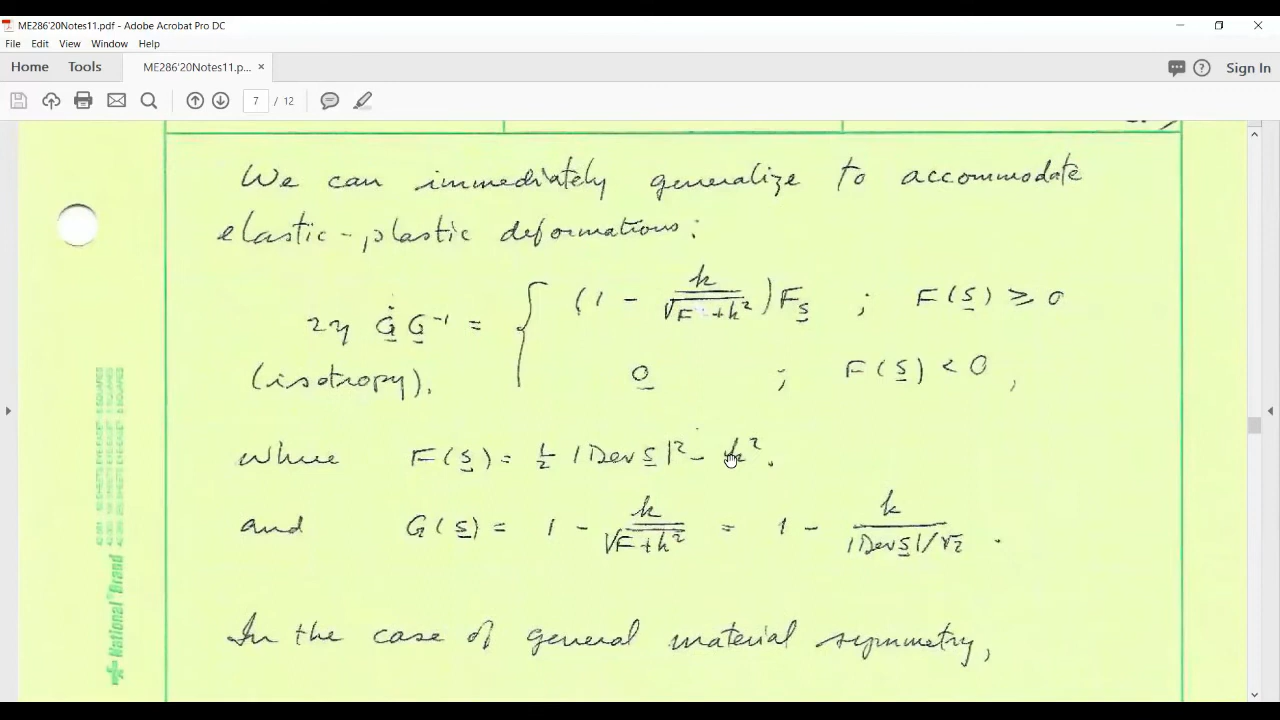 ME286'20Notes11.pdf - Adobe Acrobat Pro DC
File Edit View Window Help
Home Tools ME286'20Notes11.p... × Sign In
7 / 12
We can immediately generalize to accommodate
elastic-plastic deformations:
2η Ġ G⁻¹ = { (1 - k/√(F + k²)) F_S ; F(S) ≥ 0
(isotropy). 0 ; F(S) < 0,
where F(S) = 1/2 |Dev S|² - k².
and G(S) = 1 - k/√(F + k²) = 1 - k/(|Dev S|/√2).
In the case of general material symmetry,
National Brand